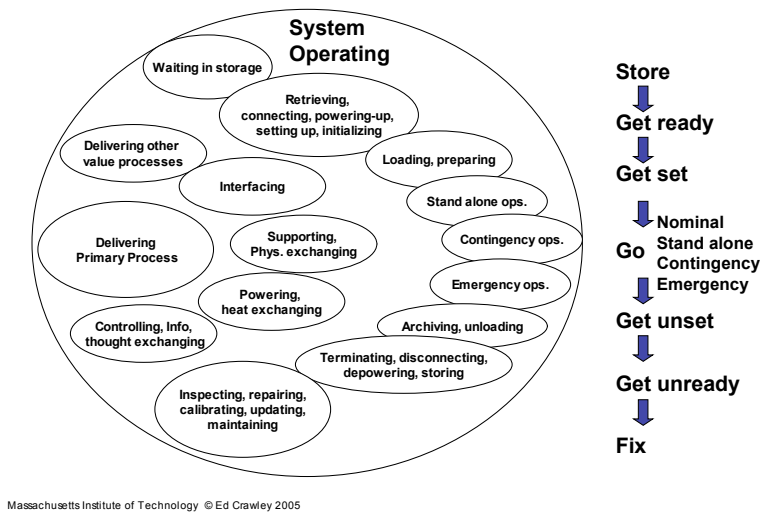 System
Operating
Waiting in storage
Retrieving,
connecting, powering-up,
setting up, initializing
Delivering other
value processes
Loading, preparing
Interfacing
Stand alone ops.
Delivering
Primary Process
Supporting,
Phys. exchanging
Contingency ops.
Emergency ops.
Powering,
heat exchanging
Controlling, Info,
thought exchanging
Archiving, unloading
Terminating, disconnecting,
depowering, storing
Inspecting, repairing,
calibrating, updating,
maintaining
Store
Get ready
Get set
Go
Nominal
Stand alone
Contingency
Emergency
Get unset
Get unready
Fix
Massachusetts Institute of Technology © Ed Crawley 2005